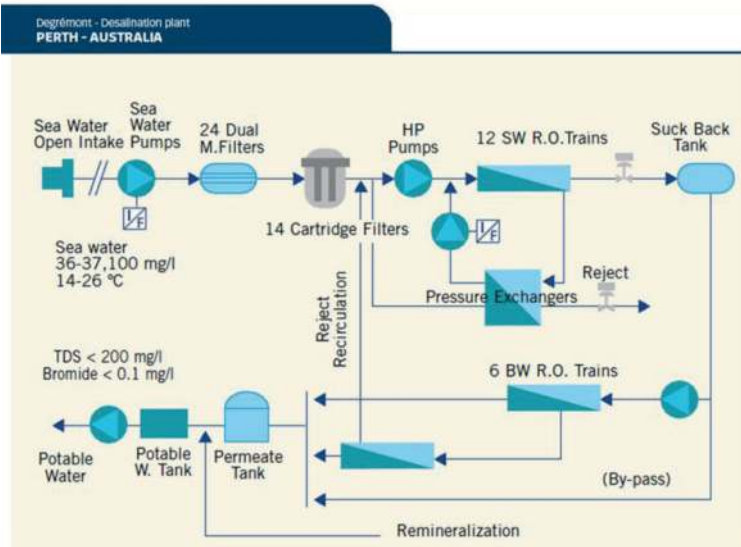 Degrémont - Desalination plant
PERTH - AUSTRALIA
Sea Water
Open Intake
Sea
Water
Pumps
24 Dual
M.Filters
HP
Pumps
12 SW R.O.Trains
Suck Back
Tank
I/F
14 Cartridge Filters
I/F
Sea water
36-37,100 mg/l
14-26 ºC
Pressure Exchangers
Reject
Reject
Recirculation
TDS < 200 mg/l
Bromide < 0.1 mg/l
6 BW R.O. Trains
Potable
Water
Potable
W. Tank
Permeate
Tank
(By-pass)
Remineralization